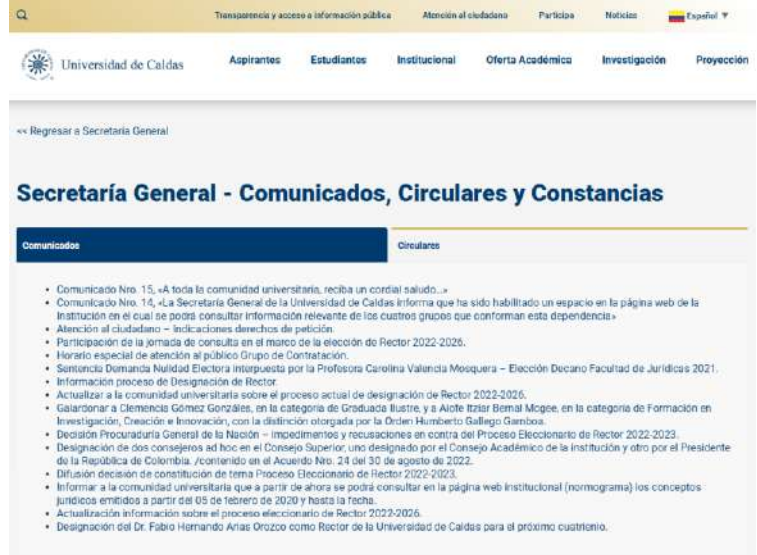 Transparencia y acceso a información pública Atención al ciudadano Participa Noticias Español ▼
Universidad de Caldas Aspirantes Estudiantes Institucional Oferta Académica Investigación Proyección
<< Regresar a Secretaría General
Secretaría General - Comunicados, Circulares y Constancias
Comunicados Circulares
• Comunicado Nro. 15, «A toda la comunidad universitaria, reciba un cordial saludo...»
• Comunicado Nro. 14, «La Secretaría General de la Universidad de Caldas informa que ha sido habilitado un espacio en la página web de la
Institución en el cual se podrá consultar información relevante de los cuatros grupos que conforman esta dependencia»
• Atención al ciudadano – indicaciones derechos de petición.
• Participación de la jornada de consulta en el marco de la elección de Rector 2022-2026.
• Horario especial de atención al público Grupo de Contratación.
• Sentencia Demanda Nulidad Electora interpuesta por la Profesora Carolina Valencia Mosquera – Elección Decano Facultad de Jurídicas 2021.
• Información proceso de Designación de Rector.
• Actualizar a la comunidad universitaria sobre el proceso actual de designación de Rector 2022-2026.
• Galardonar a Clemencia Gómez Gonzáles, en la categoría de Graduada Ilustre, y a Aiofe Itziar Bernal Mcgee, en la categoría de Formación en
Investigación, Creación e Innovación, con la distinción otorgada por la Orden Humberto Gallego Gamboa.
• Decisión Procuraduría General de la Nación – impedimentos y recusaciones en contra del Proceso Eleccionario de Rector 2022-2023.
• Designación de dos consejeros ad hoc en el Consejo Superior, uno designado por el Consejo Académico de la institución y otro por el Presidente
de la República de Colombia. /contenido en el Acuerdo Nro. 24 del 30 de agosto de 2022.
• Difusión decisión de constitución de terna Proceso Eleccionario de Rector 2022-2023.
• Informar a la comunidad universitaria que a partir de ahora se podrá consultar en la página web institucional (normograma) los conceptos
jurídicos emitidos a partir del 05 de febrero de 2020 y hasta la fecha.
• Actualización información sobre el proceso eleccionario de Rector 2022-2026.
• Designación del Dr. Fabio Hernando Arias Orozco como Rector de la Universidad de Caldas para el próximo cuatrienio.